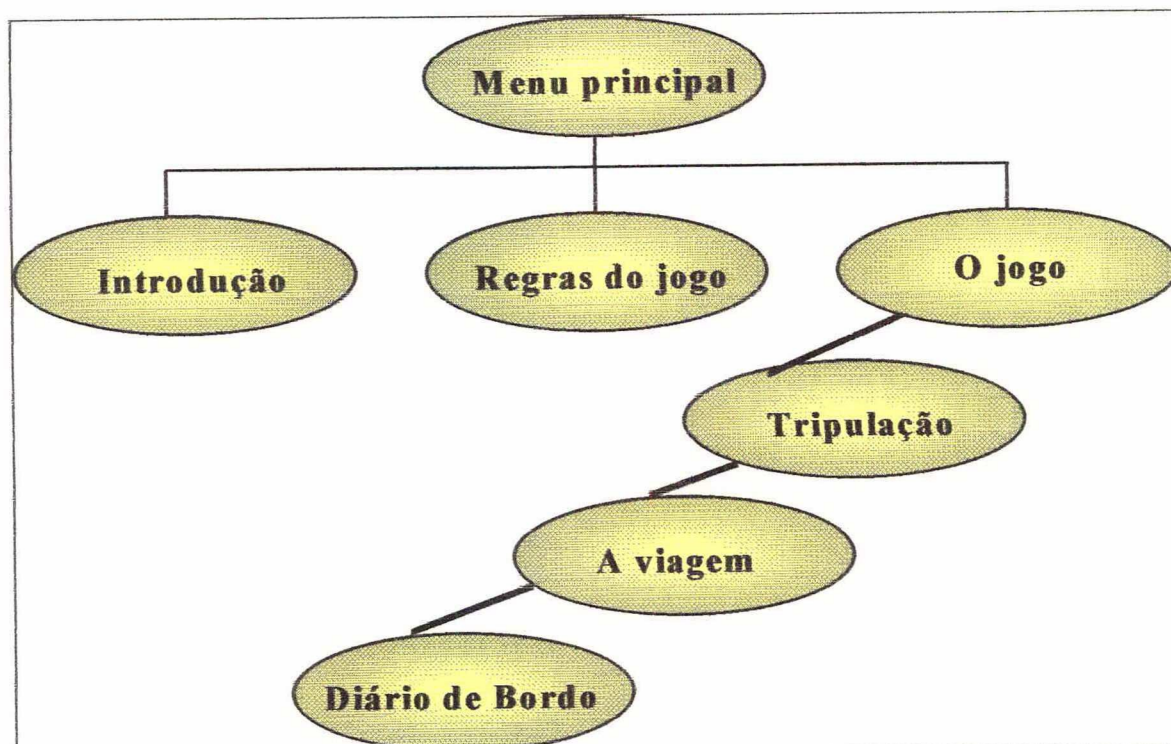 Menu principal
Introdução
Regras do jogo
O jogo
Tripulação
A viagem
Diário de Bordo